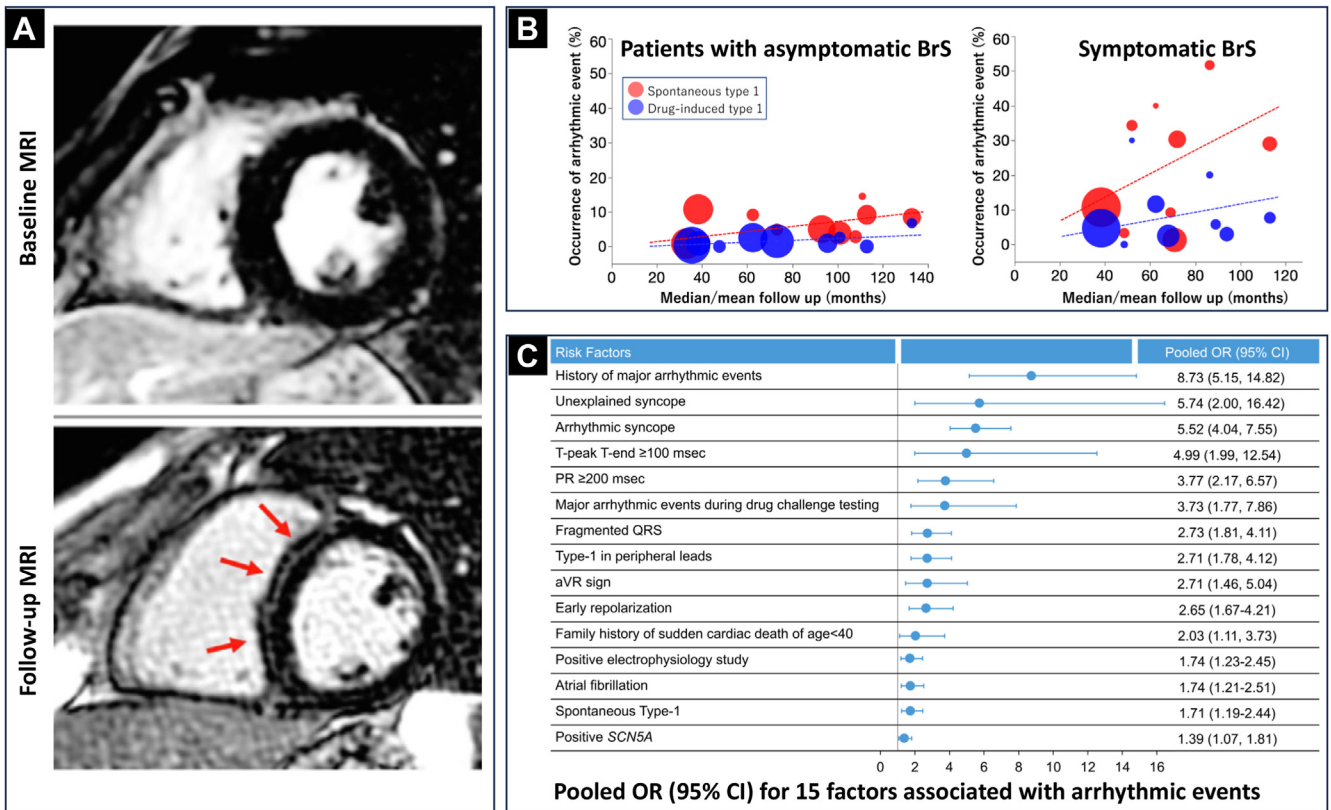 A
Baseline MRI
Follow-up MRI
B
Patients with asymptomatic BrS
Occurrence of arrhythmic event (%)
60
50
40
30
20
10
0
Spontaneous type 1
Drug-induced type 1
0 20 40 60 80 100 120 140
Median/mean follow up (months)
Symptomatic BrS
Occurrence of arrhythmic event (%)
60
50
40
30
20
10
0
0 20 40 60 80 100 120
Median/mean follow up (months)
C
Risk Factors Pooled OR (95% CI)
History of major arrhythmic events 8.73 (5.15, 14.82)
Unexplained syncope 5.74 (2.00, 16.42)
Arrhythmic syncope 5.52 (4.04, 7.55)
T-peak T-end ≥100 msec 4.99 (1.99, 12.54)
PR ≥200 msec 3.77 (2.17, 6.57)
Major arrhythmic events during drug challenge testing 3.73 (1.77, 7.86)
Fragmented QRS 2.73 (1.81, 4.11)
Type-1 in peripheral leads 2.71 (1.78, 4.12)
aVR sign 2.71 (1.46, 5.04)
Early repolarization 2.65 (1.67-4.21)
Family history of sudden cardiac death of age<40 2.03 (1.11, 3.73)
Positive electrophysiology study 1.74 (1.23-2.45)
Atrial fibrillation 1.74 (1.21-2.51)
Spontaneous Type-1 1.71 (1.19-2.44)
Positive SCN5A 1.39 (1.07, 1.81)
0 2 4 6 8 10 12 14 16
Pooled OR (95% CI) for 15 factors associated with arrhythmic events